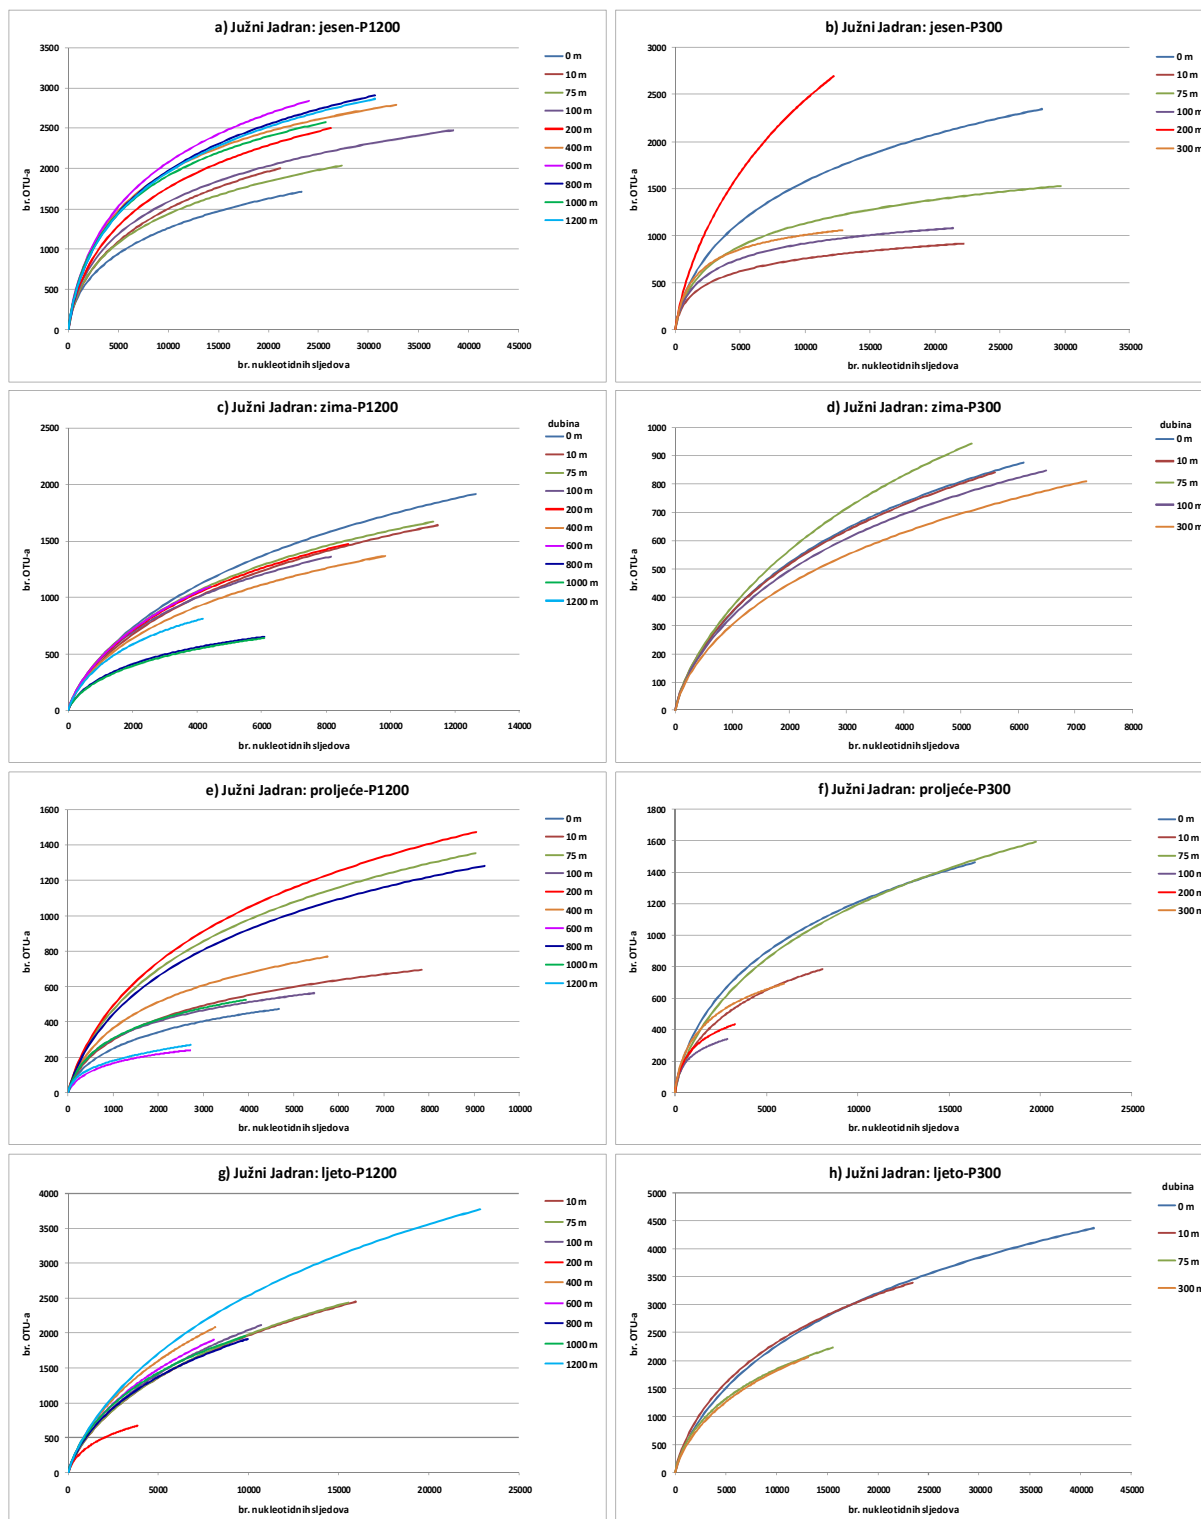 a) Južni Jadran: jesen-P1200
3500
3000
2500
2000
1500
1000
500
0
br. OTU-a
0 5000 10000 15000 20000 25000 30000 35000 40000 45000
br. nukleotidnih sljedova
0 m
10 m
75 m
100 m
200 m
400 m
600 m
800 m
1000 m
1200 m
b) Južni Jadran: jesen-P300
3000
2500
2000
1500
1000
500
0
br. OTU-a
0 5000 10000 15000 20000 25000 30000 35000
br. nukleotidnih sljedova
0 m
10 m
75 m
100 m
200 m
300 m
c) Južni Jadran: zima-P1200
2500
2000
1500
1000
500
0
br. OTU-a
0 2000 4000 6000 8000 10000 12000 14000
br. nukleotidnih sljedova
dubina
0 m
10 m
75 m
100 m
200 m
400 m
600 m
800 m
1000 m
1200 m
d) Južni Jadran: zima-P300
1000
900
800
700
600
500
400
300
200
100
0
br. OTU-a
0 1000 2000 3000 4000 5000 6000 7000 8000
br. nukleotidnih sljedova
dubina
0 m
10 m
75 m
100 m
300 m
e) Južni Jadran: proljeće-P1200
1600
1400
1200
1000
800
600
400
200
0
br. OTU-a
0 1000 2000 3000 4000 5000 6000 7000 8000 9000 10000
br. nukleotidnih sljedova
0 m
10 m
75 m
100 m
200 m
400 m
600 m
800 m
1000 m
1200 m
f) Južni Jadran: proljeće-P300
1800
1600
1400
1200
1000
800
600
400
200
0
br. OTU-a
0 5000 10000 15000 20000 25000
br. nukleotidnih sljedova
0 m
10 m
75 m
100 m
200 m
300 m
g) Južni Jadran: ljeto-P1200
4000
3500
3000
2500
2000
1500
1000
500
0
br. OTU-a
0 5000 10000 15000 20000 25000
br. nukleotidnih sljedova
10 m
75 m
100 m
200 m
400 m
600 m
800 m
1000 m
1200 m
h) Južni Jadran: ljeto-P300
5000
4500
4000
3500
3000
2500
2000
1500
1000
500
0
br. OTU-a
0 5000 10000 15000 20000 25000 30000 35000 40000 45000
br. nukleotidnih sljedova
dubina
0 m
10 m
75 m
300 m